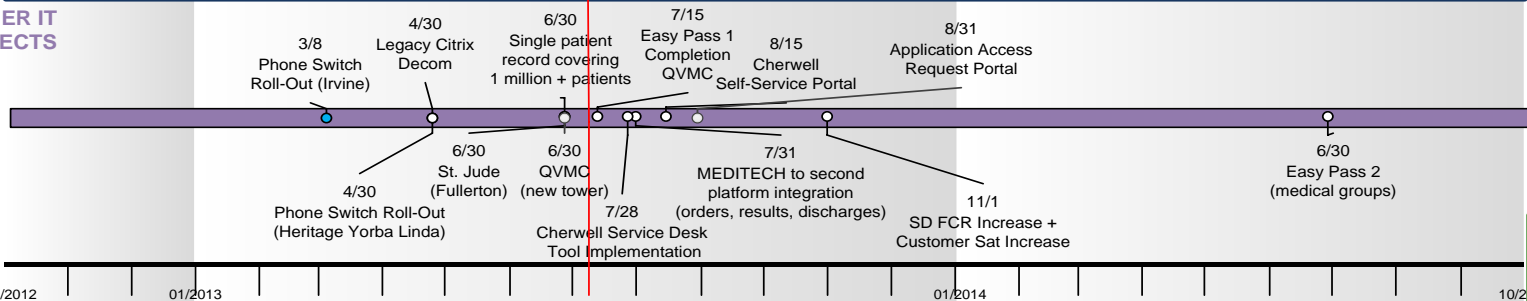 ER IT
ECTS
3/8
Phone Switch
Roll-Out (Irvine)
4/30
Legacy Citrix
Decom
6/30
Single patient
record covering
1 million + patients
7/15
Easy Pass 1
Completion
QVMC
8/15
Cherwell
Self-Service Portal
8/31
Application Access
Request Portal
4/30
Phone Switch Roll-Out
(Heritage Yorba Linda)
6/30
St. Jude
(Fullerton)
6/30
QVMC
(new tower)
7/28
Cherwell Service Desk
Tool Implementation
7/31
MEDITECH to second
platform integration
(orders, results, discharges)
11/1
SD FCR Increase +
Customer Sat Increase
6/30
Easy Pass 2
(medical groups)
/2012
01/2013
01/2014
10/2